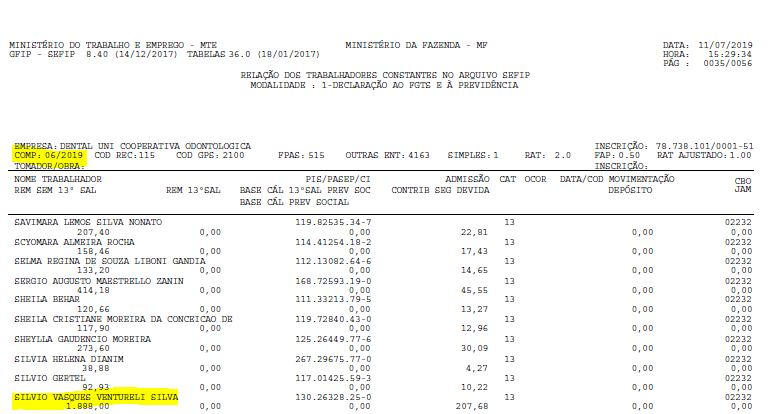 MINISTÉRIO DO TRABALHO E EMPREGO - MTE MINISTÉRIO DA FAZENDA - MF DATA: 11/07/2019
GFIP - SEFIP 8.40 (14/12/2017) TABELAS 36.0 (18/01/2017) HORA: 15:29:34
PÁG : 0035/0056
RELAÇÃO DOS TRABALHADORES CONSTANTES NO ARQUIVO SEFIP
MODALIDADE : 1-DECLARAÇÃO AO FGTS E À PREVIDÊNCIA
EMPRESA: DENTAL UNI COOPERATIVA ODONTOLOGICA INSCRIÇÃO: 78.738.101/0001-51
COMP: 06/2019 COD REC: 115 COD GPS: 2100 FPAS: 515 OUTRAS ENT: 4163 SIMPLES: 1 RAT: 2.0 FAP: 0.50 RAT AJUSTADO: 1.00
TOMADOR/OBRA: INSCRIÇÃO:
NOME TRABALHADOR PIS/PASEP/CI ADMISSÃO CAT OCOR DATA/COD MOVIMENTAÇÃO CBO
REM SEM 13° SAL REM 13°SAL BASE CÁL 13°SAL PREV SOC CONTRIB SEG DEVIDA DEPÓSITO JAM
BASE CÁL PREV SOCIAL
SAVIMARA LEMOS SILVA NONATO 119.82535.34-7 13 02232
207,40 0,00 0,00 22,81 0,00 0,00
SCYOMARA ALMEIRA ROCHA 114.41254.18-2 13 02232
158,46 0,00 0,00 17,43 0,00 0,00
SELMA REGINA DE SOUZA LIBONI GANDIA 112.13082.64-6 13 02232
133,20 0,00 0,00 14,65 0,00 0,00
SERGIO AUGUSTO MAESTRELLO ZANIN 168.72593.19-0 13 02232
414,18 0,00 0,00 45,55 0,00 0,00
SHEILA BEHAR 111.33213.79-5 13 02232
120,66 0,00 0,00 13,27 0,00 0,00
SHEILA CRISTIANE MOREIRA DA CONCEICAO DE 119.72840.43-0 13 02232
117,90 0,00 0,00 12,96 0,00 0,00
SHEYLLA GAUDENCIO MOREIRA 125.26449.77-6 13 02232
273,60 0,00 0,00 30,09 0,00 0,00
SILVIA HELENA DIANIM 267.29675.77-0 13 02232
38,88 0,00 0,00 4,27 0,00 0,00
SILVIO GERTEL 117.01425.59-3 13 02232
92,93 0,00 0,00 10,22 0,00 0,00
SILVIO VASQUES VENTURELI SILVA 130.26328.25-0 13 02232
1.888,00 0,00 0,00 207,68 0,00 0,00